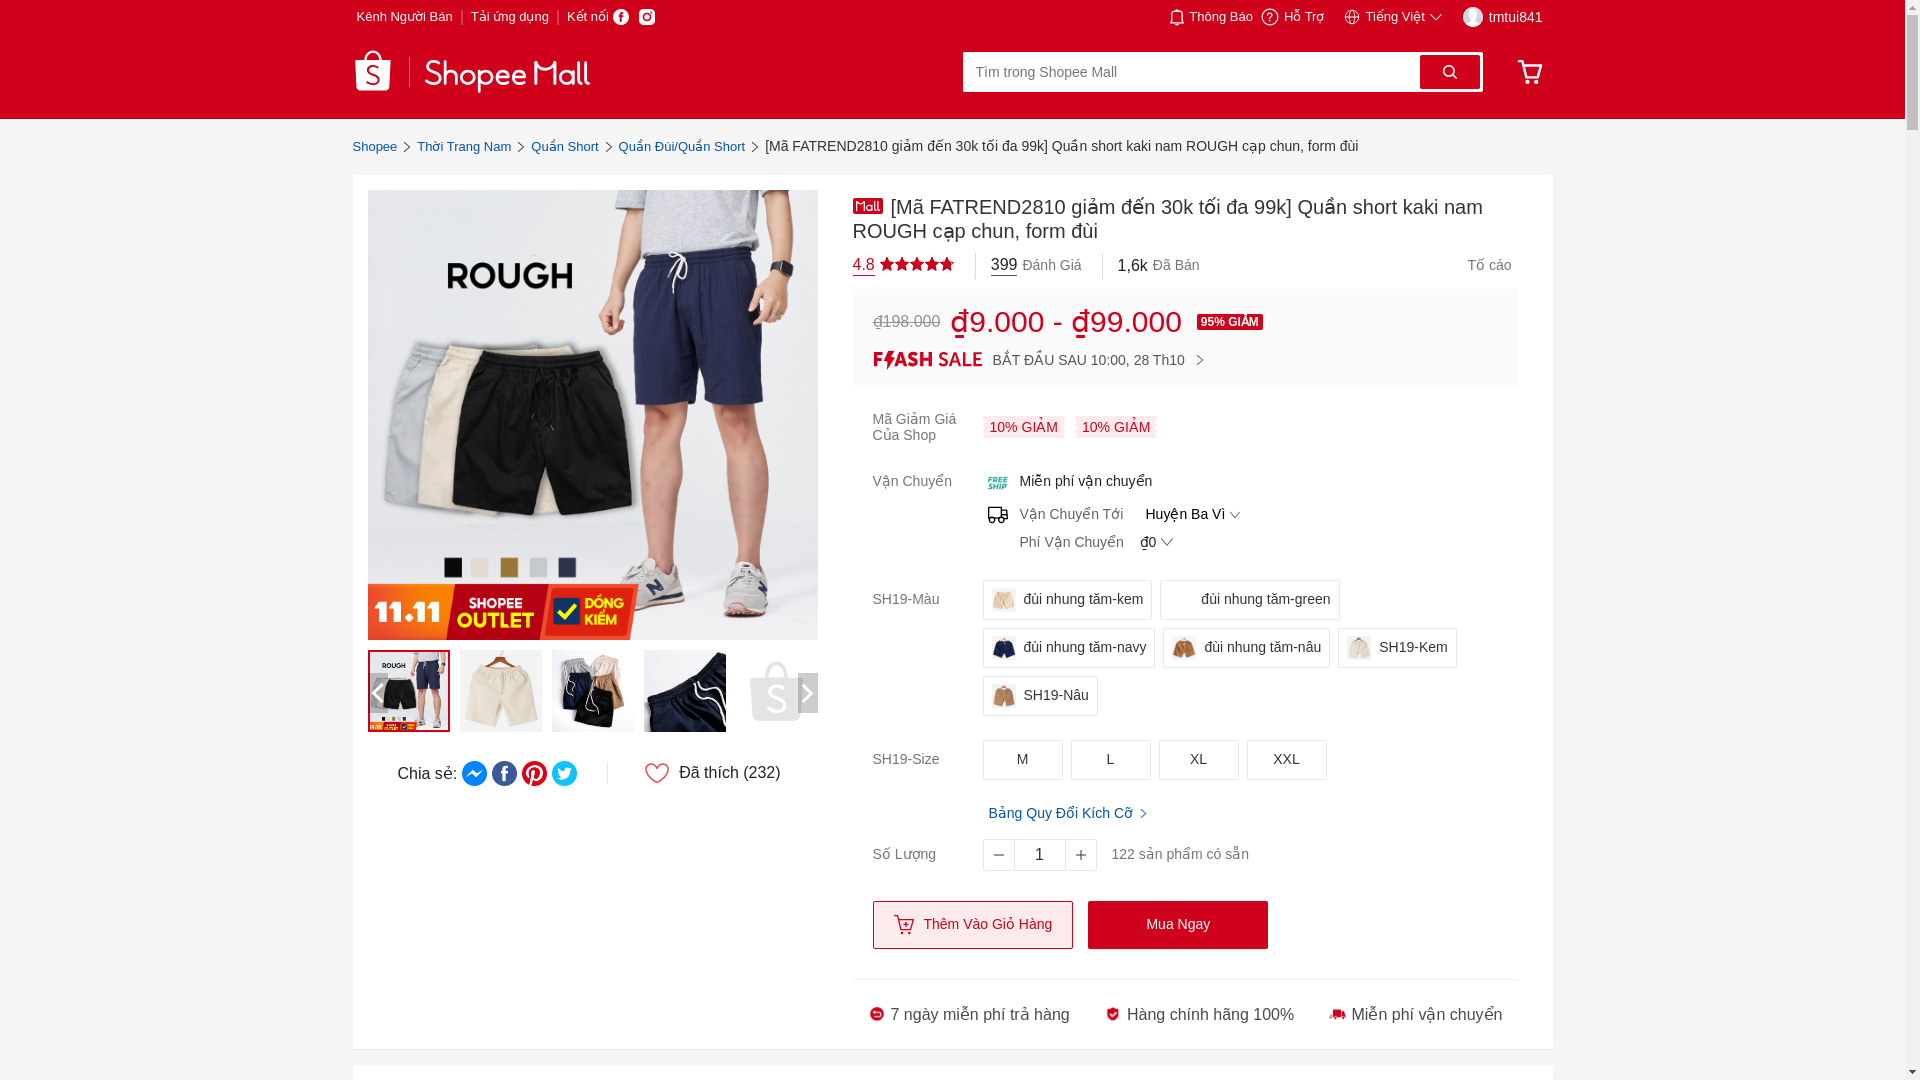 Kênh Người Bán
Tải ứng dụng
Kết nối
Thông Báo
Hỗ Trợ
Tiếng Việt
tmtui841
Shopee Mall
Tìm trong Shopee Mall
Shopee
Thời Trang Nam
Quần Short
Quần Đùi/Quần Short
[Mã FATREND2810 giảm đến 30k tối đa 99k] Quần short kaki nam ROUGH cạp chun, form đùi
ROUGH
11.11
SHOPEE
OUTLET
ĐỒNG
KIỂM
Chia sẻ:
Đã thích (232)
Mall [Mã FATREND2810 giảm đến 30k tối đa 99k] Quần short kaki nam
ROUGH cạp chun, form đùi
4.8
399 Đánh Giá
1,6k Đã Bán
Tố cáo
₫198.000 ₫9.000 - ₫99.000 95% GIẢM
FLASH SALE BẮT ĐẦU SAU 10:00, 28 Th10
Mã Giảm Giá
Của Shop
10% GIẢM
10% GIẢM
Vận Chuyển
FREE
SHIP
Miễn phí vận chuyển
Vận Chuyển Tới Huyện Ba Vì
Phí Vận Chuyển ₫0
SH19-Màu
đùi nhung tăm-kem
đùi nhung tăm-green
đùi nhung tăm-navy
đùi nhung tăm-nâu
SH19-Kem
SH19-Nâu
SH19-Size
M
L
XL
XXL
Bảng Quy Đổi Kích Cỡ
Số Lượng
1
122 sản phẩm có sẵn
Thêm Vào Giỏ Hàng
Mua Ngay
7 ngày miễn phí trả hàng
Hàng chính hãng 100%
Miễn phí vận chuyển